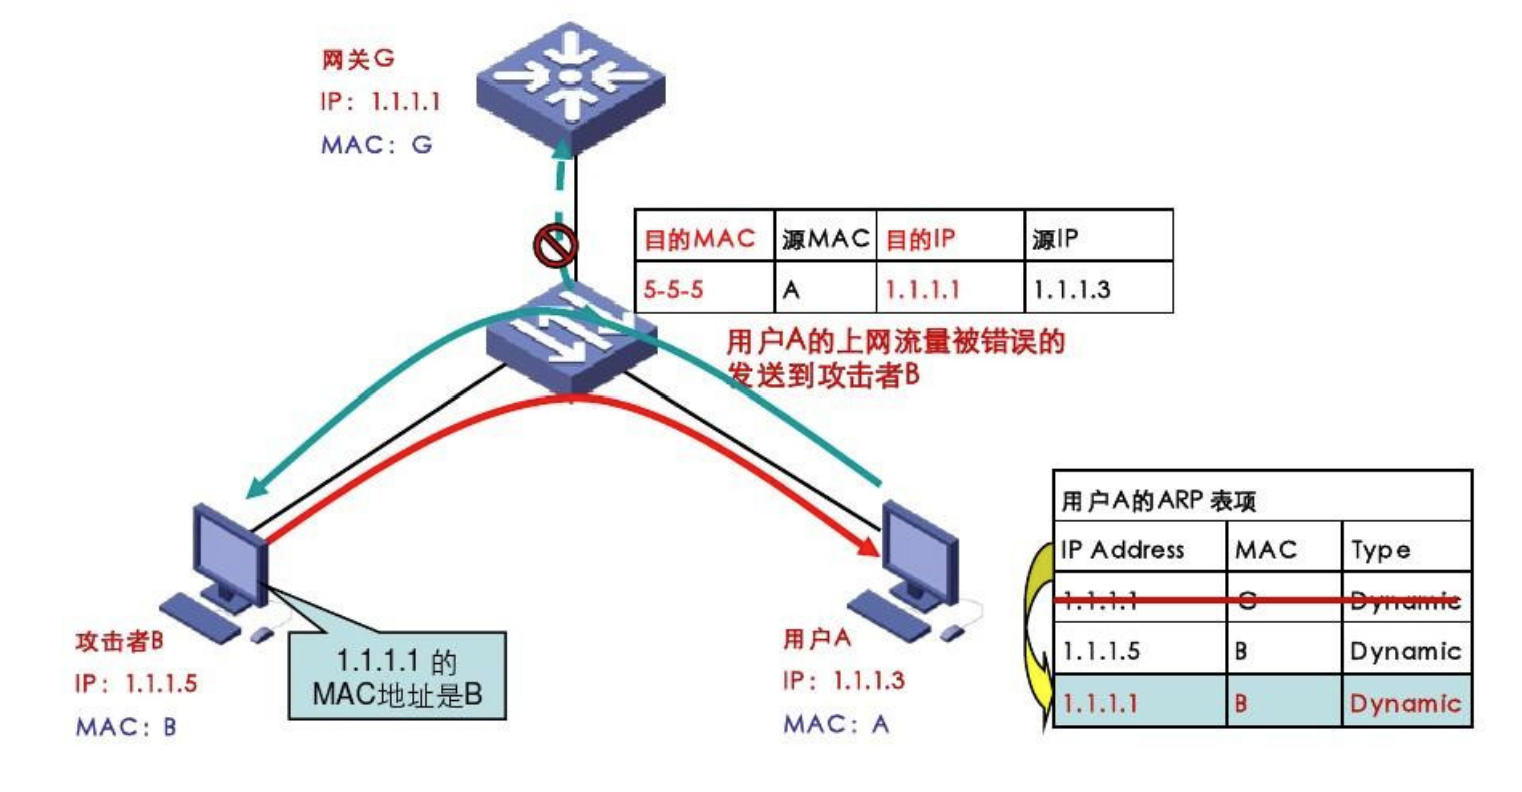 网关G
IP：1.1.1.1
MAC：G
目的MAC 源MAC 目的IP 源IP
5-5-5 A 1.1.1.1 1.1.1.3
用户A的上网流量被错误的
发送到攻击者B
用户A的ARP 表项
IP Address MAC Type
1.1.1.1 G Dynamic
1.1.1.5 B Dynamic
1.1.1.1 B Dynamic
攻击者B
IP：1.1.1.5
MAC：B
1.1.1.1 的
MAC地址是B
用户A
IP：1.1.1.3
MAC：A